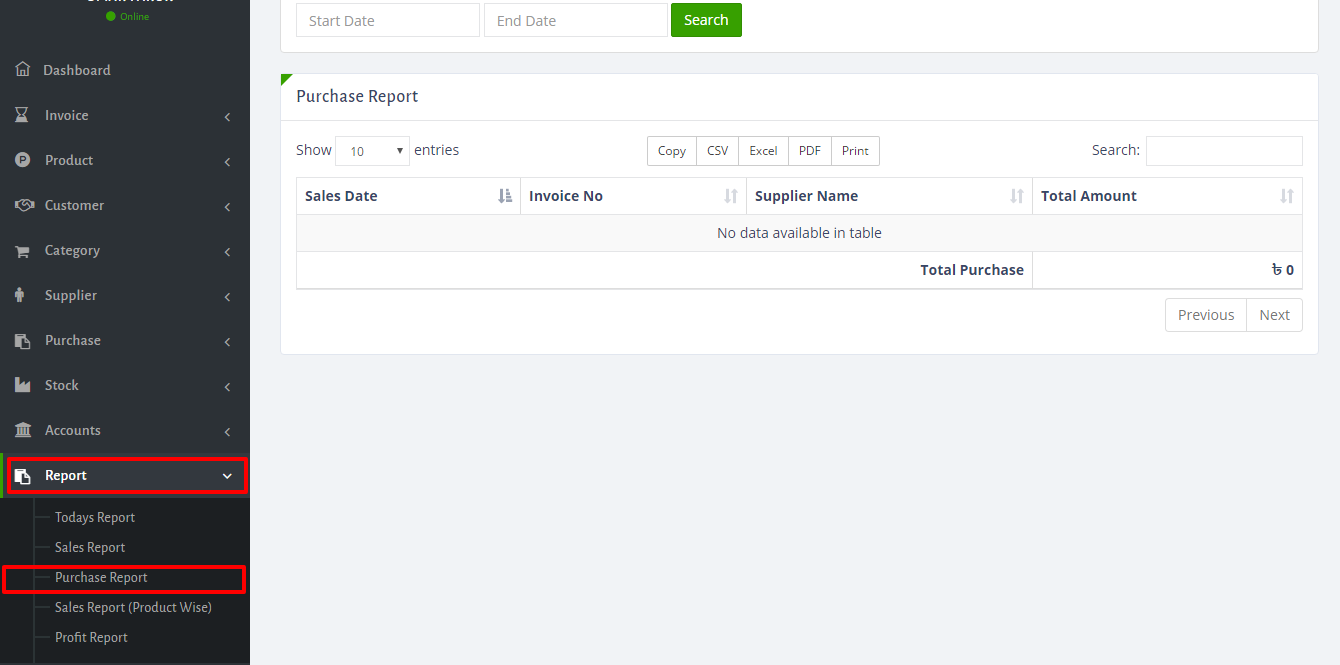 Online
Dashboard
Invoice
Product
Customer
Category
Supplier
Purchase
Stock
Accounts
Report
Todays Report
Sales Report
Purchase Report
Sales Report (Product Wise)
Profit Report
Start Date End Date Search
Purchase Report
Show 10 entries Copy CSV Excel PDF Print Search:
Sales Date Invoice No Supplier Name Total Amount
No data available in table
Total Purchase ৳ 0
Previous Next